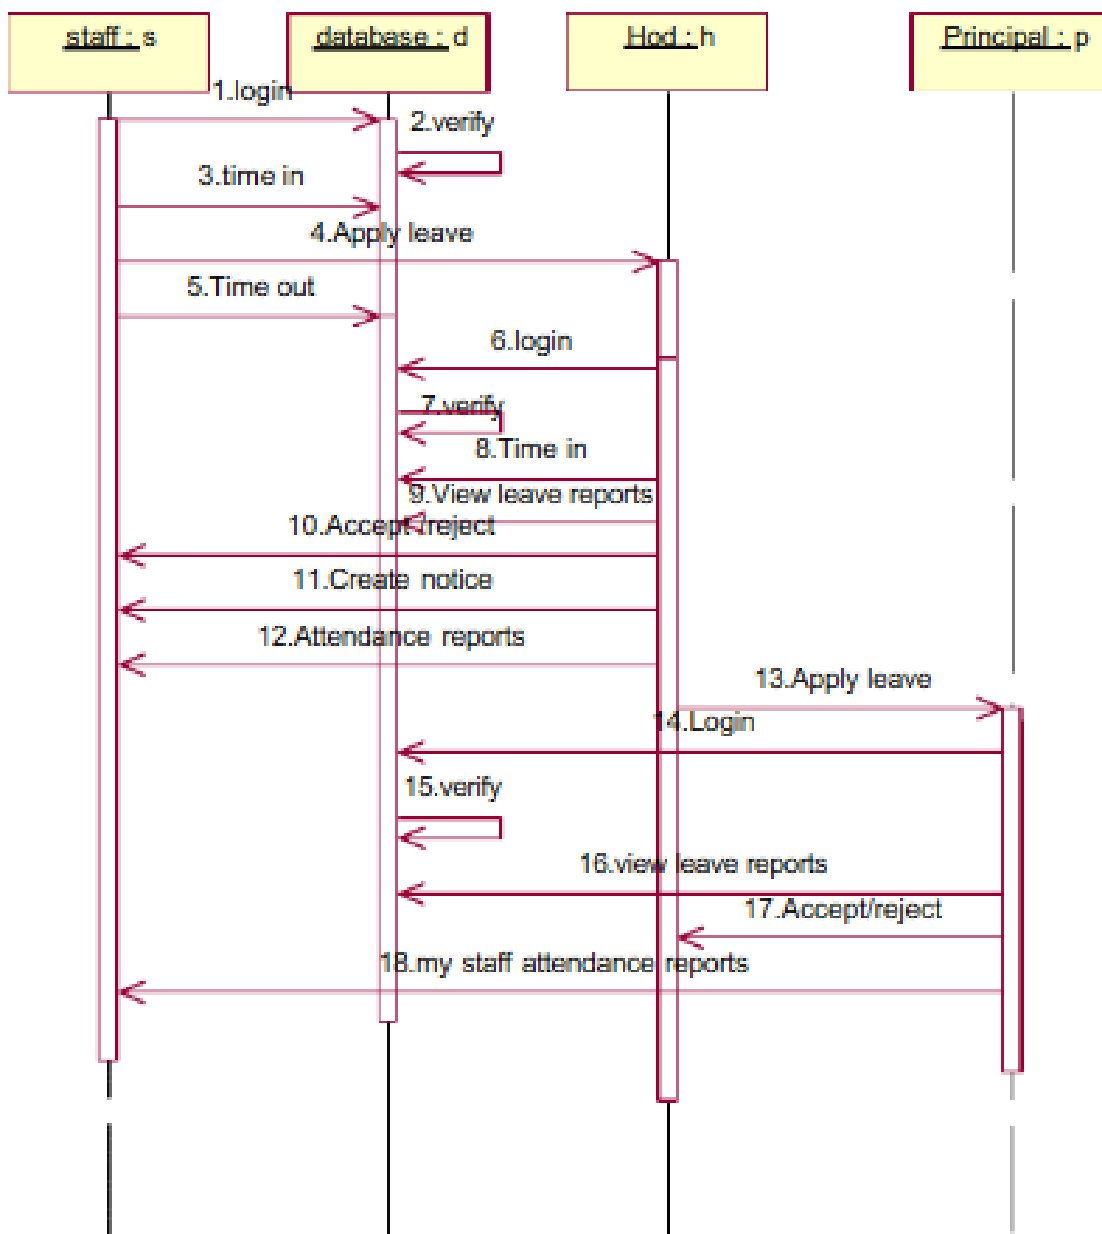 staff : s
database : d
Hod : h
Principal : p
1.login
2.verify
3.time in
4.Apply leave
5.Time out
6.login
7.verify
8.Time in
9.View leave reports
10.Accept /reject
11.Create notice
12.Attendance reports
13.Apply leave
14.Login
15.verify
16.view leave reports
17.Accept/reject
18.my staff attendance reports